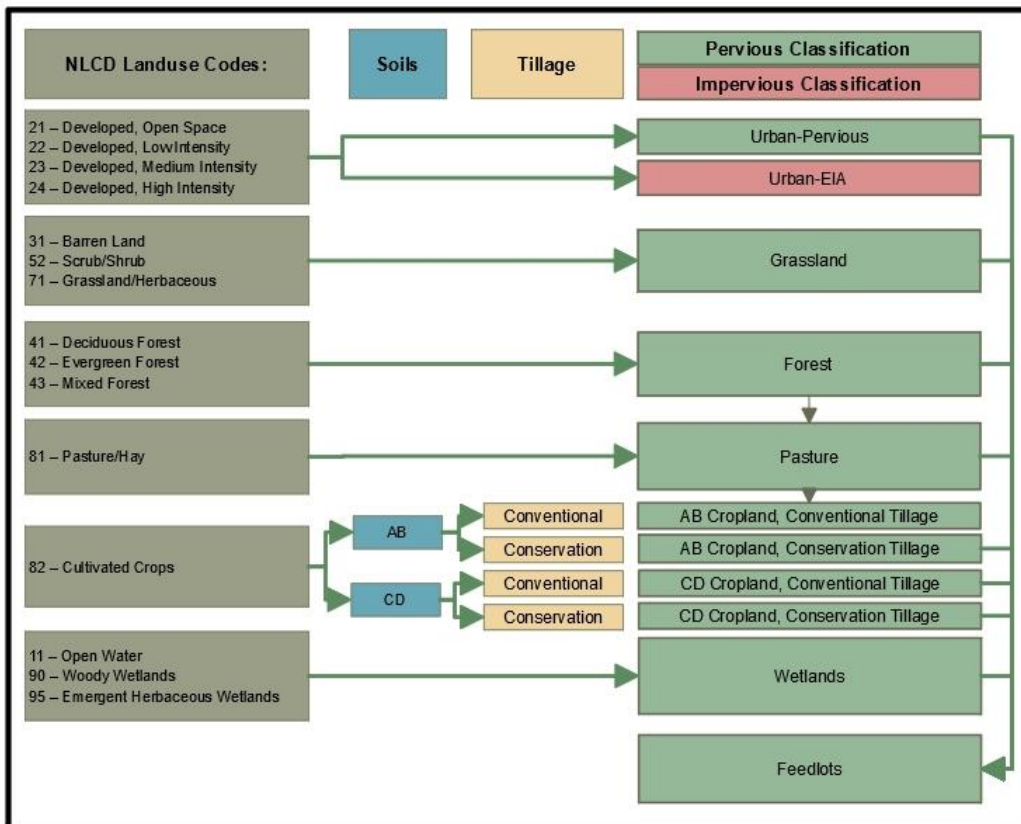 NLCD Landuse Codes:
Soils
Tillage
Pervious Classification
Impervious Classification
21 – Developed, Open Space
22 – Developed, Low Intensity
23 – Developed, Medium Intensity
24 – Developed, High Intensity
Urban-Pervious
Urban-EIA
31 – Barren Land
52 – Scrub/Shrub
71 – Grassland/Herbaceous
Grassland
41 – Deciduous Forest
42 – Evergreen Forest
43 – Mixed Forest
Forest
81 – Pasture/Hay
Pasture
82 – Cultivated Crops
AB
CD
Conventional
Conservation
Conventional
Conservation
AB Cropland, Conventional Tillage
AB Cropland, Conservation Tillage
CD Cropland, Conventional Tillage
CD Cropland, Conservation Tillage
11 – Open Water
90 – Woody Wetlands
95 – Emergent Herbaceous Wetlands
Wetlands
Feedlots